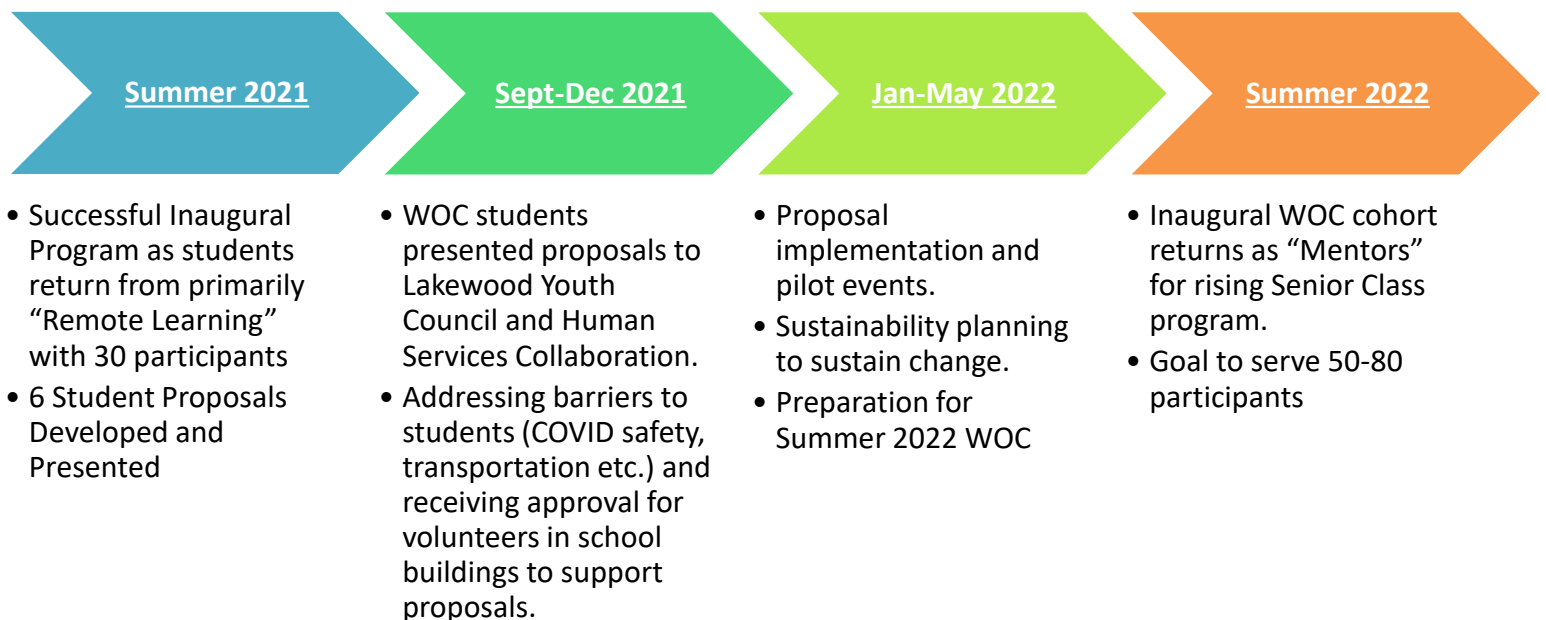 Summer 2021
• Successful Inaugural
Program as students
return from primarily
“Remote Learning”
with 30 participants
• 6 Student Proposals
Developed and
Presented
Sept-Dec 2021
• WOC students
presented proposals to
Lakewood Youth
Council and Human
Services Collaboration.
• Addressing barriers to
students (COVID safety,
transportation etc.) and
receiving approval for
volunteers in school
buildings to support
proposals.
Jan-May 2022
• Proposal
implementation and
pilot events.
• Sustainability planning
to sustain change.
• Preparation for
Summer 2022 WOC
Summer 2022
• Inaugural WOC cohort
returns as “Mentors”
for rising Senior Class
program.
• Goal to serve 50-80
participants